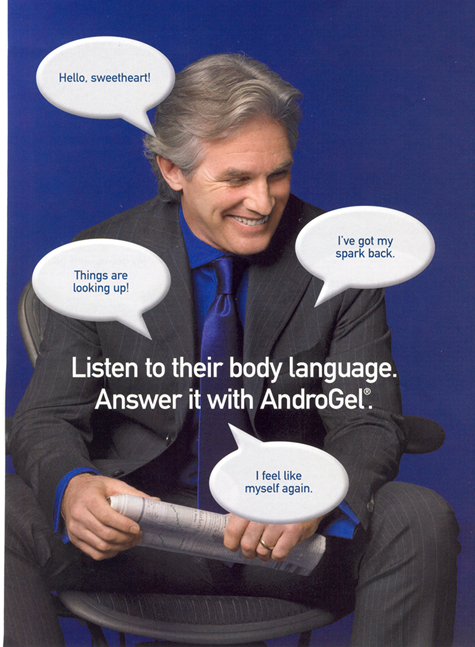 Hello, sweetheart!
I've got my
spark back.
Things are
looking up!
Listen to their body language.
Answer it with AndroGel®.
I feel like
myself again.